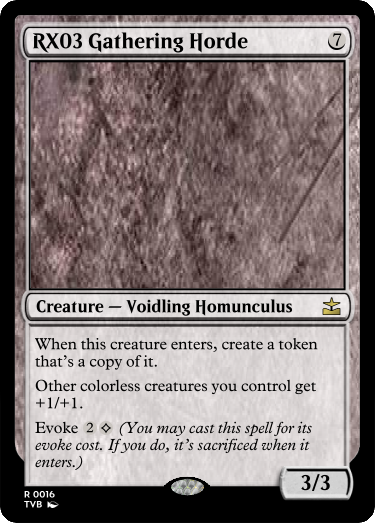 RX03 Gathering Horde 7
Creature — Voidling Homunculus
When this creature enters, create a token
that's a copy of it.
Other colorless creatures you control get
+1/+1.
Evoke 2 (You may cast this spell for its
evoke cost. If you do, it's sacrificed when it
enters.)
3/3
R 0016
TVB